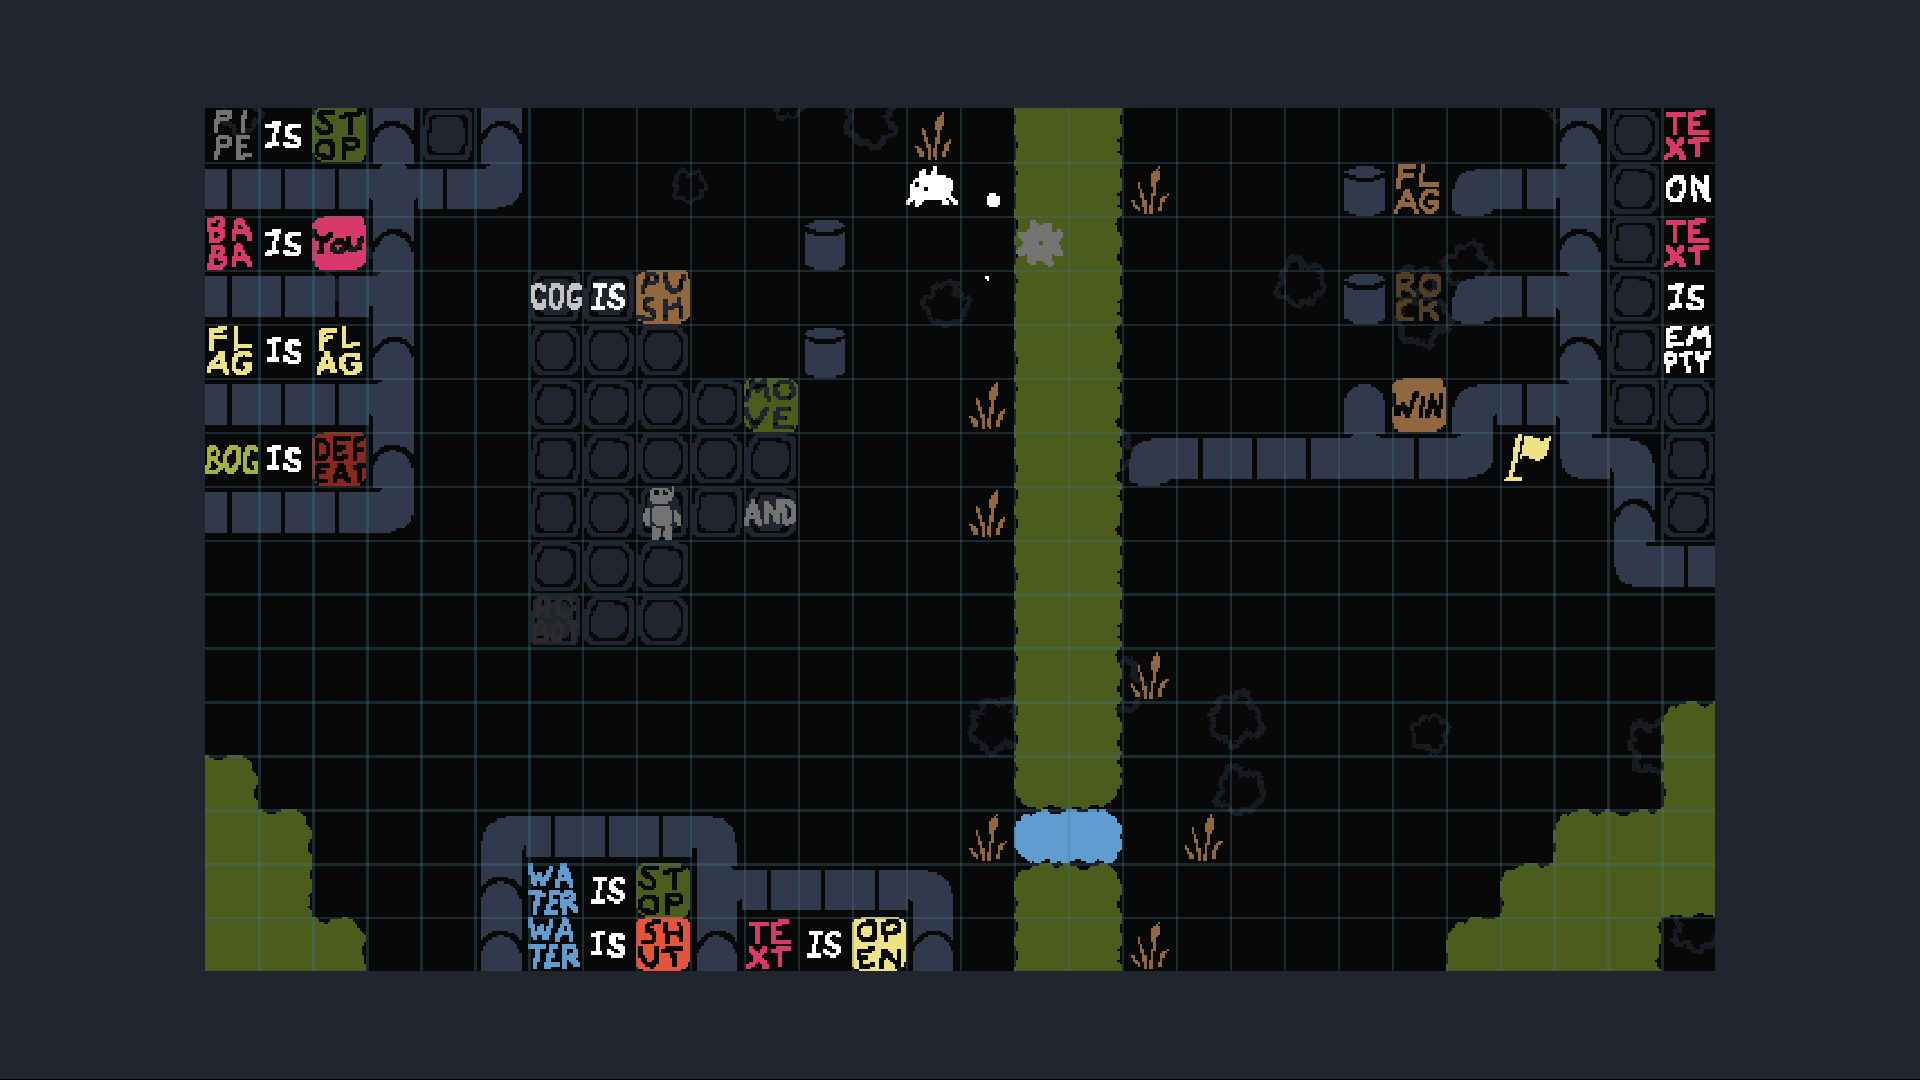 PIPE IS STOP
BABA IS YOU
FLAG IS FLAG
BOG IS DEFEAT
COG IS PUSH
MOVE
AND
ROBOT
WATER IS STOP
WATER IS SHUT
TEXT IS OPEN
FLAG
ROCK
WIN
TEXT
ON
TEXT
IS
EMPTY